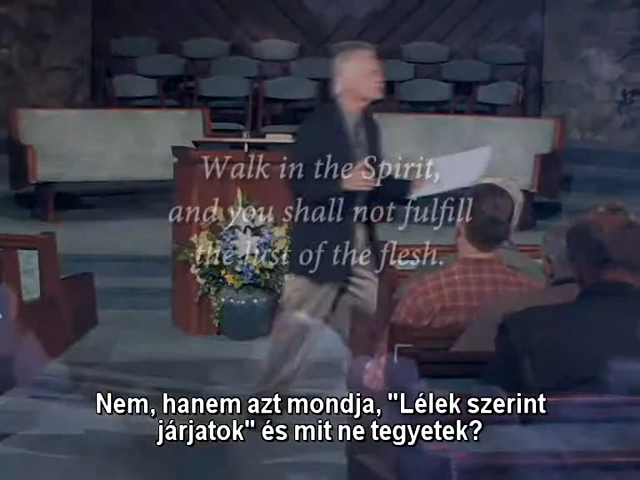 Walk in the Spirit,
and you shall not fulfill
the lust of the flesh.
Nem, hanem azt mondja, "Lélek szerint
járjatok" és mit ne tegyetek?